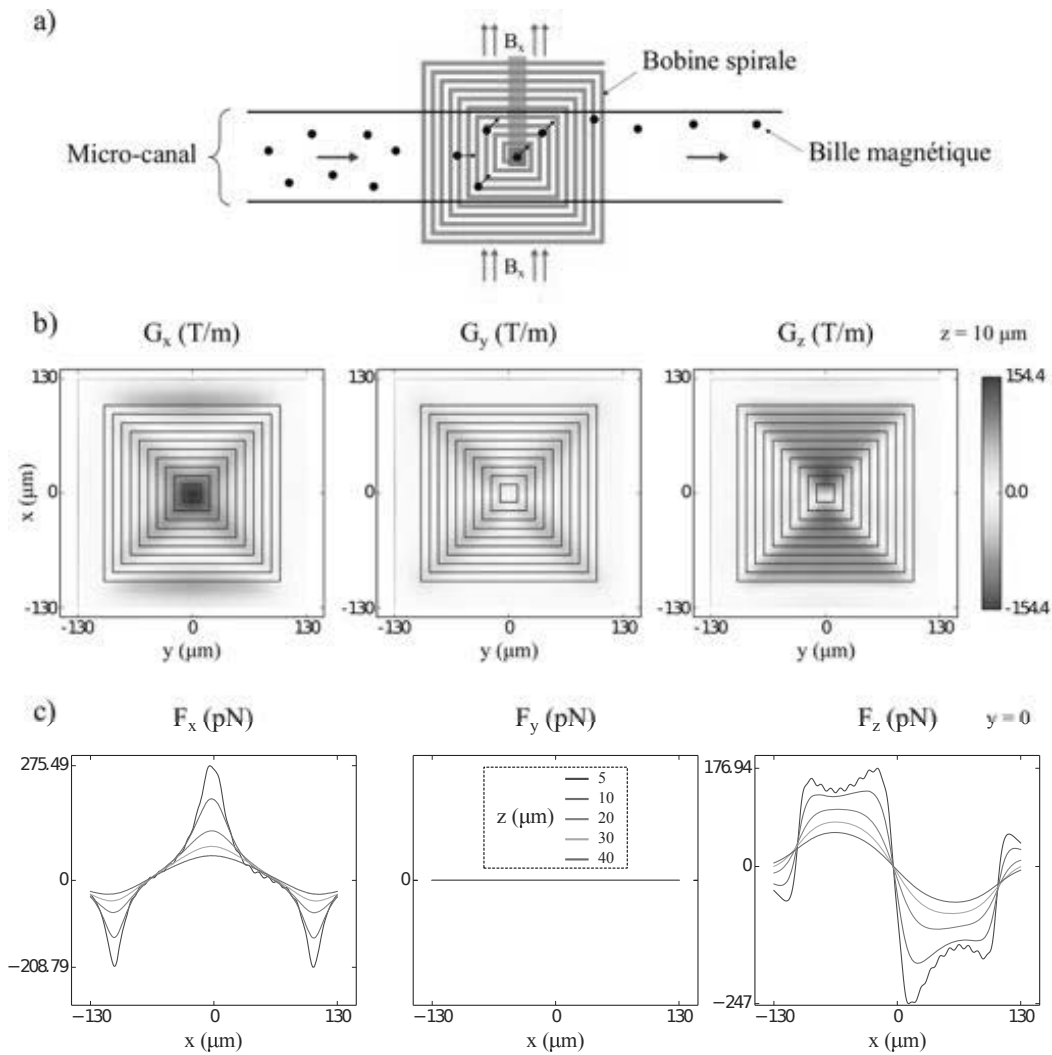 a)
B_x
Bobine spirale
Micro-canal
Bille magnétique
B_x
b)
G_x (T/m)
G_y (T/m)
G_z (T/m)
z = 10 μm
130
0
-130
x (μm)
-130
0
130
y (μm)
130
0
-130
-130
0
130
y (μm)
130
0
-130
-130
0
130
y (μm)
154.4
0.0
-154.4
c)
F_x (pN)
F_y (pN)
F_z (pN)
y = 0
275.49
0
−208.79
−130
0
130
x (μm)
z (μm)
5
10
20
30
40
0
−130
0
130
x (μm)
176.94
0
−247
−130
0
130
x (μm)